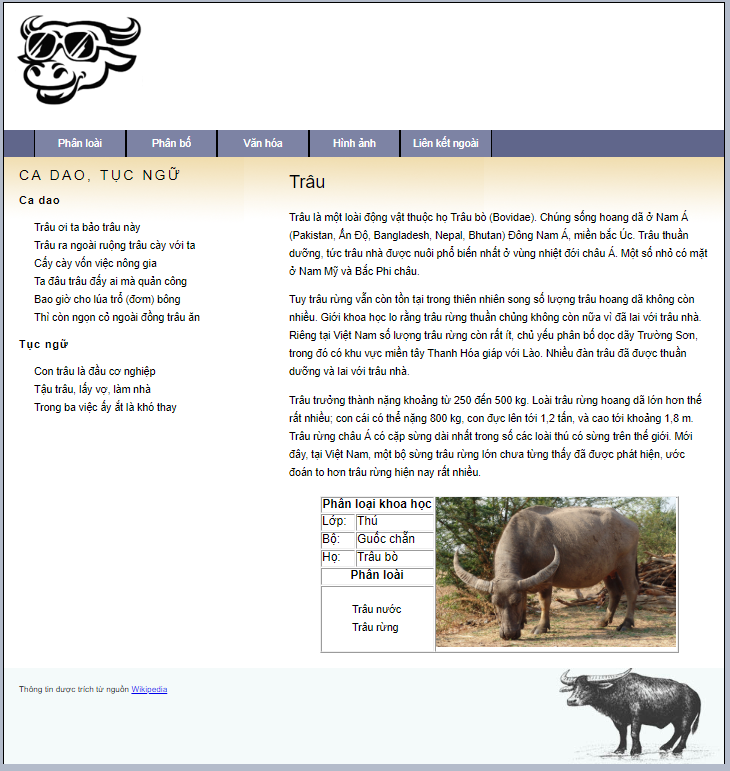 Phân loài
Phân bố
Văn hóa
Hình ảnh
Liên kết ngoài
CA DAO, TỤC NGỮ
Ca dao
Trâu ơi ta bảo trâu này
Trâu ra ngoài ruộng trâu cày với ta
Cấy cày vốn việc nông gia
Ta đâu trâu đấy ai mà quản công
Bao giờ cho lúa trổ (đơm) bông
Thì còn ngọn cỏ ngoài đồng trâu ăn
Tục ngữ
Con trâu là đầu cơ nghiệp
Tậu trâu, lấy vợ, làm nhà
Trong ba việc ấy ắt là khó thay
Trâu
Trâu là một loài động vật thuộc họ Trâu bò (Bovidae). Chúng sống hoang dã ở Nam Á
(Pakistan, Ấn Độ, Bangladesh, Nepal, Bhutan) Đông Nam Á, miền bắc Úc. Trâu thuần
dưỡng, tức trâu nhà được nuôi phổ biến nhất ở vùng nhiệt đới châu Á. Một số nhỏ có mặt
ở Nam Mỹ và Bắc Phi châu.
Tuy trâu rừng vẫn còn tồn tại trong thiên nhiên song số lượng trâu hoang dã không còn
nhiều. Giới khoa học lo rằng trâu rừng thuần chủng không còn nữa vì đã lai với trâu nhà.
Riêng tại Việt Nam số lượng trâu rừng còn rất ít, chủ yếu phân bố dọc dãy Trường Sơn,
trong đó có khu vực miền tây Thanh Hóa giáp với Lào. Nhiều đàn trâu đã được thuần
dưỡng và lai với trâu nhà.
Trâu trưởng thành nặng khoảng từ 250 đến 500 kg. Loài trâu rừng hoang dã lớn hơn thế
rất nhiều; con cái có thể nặng 800 kg, con đực lên tới 1,2 tấn, và cao tới khoảng 1,8 m.
Trâu rừng châu Á có cặp sừng dài nhất trong số các loài thú có sừng trên thế giới. Mới
đây, tại Việt Nam, một bộ sừng trâu rừng lớn chưa từng thấy đã được phát hiện, ước
đoán to hơn trâu rừng hiện nay rất nhiều.
Phân loại khoa học
Lớp: Thú
Bộ: Guốc chẵn
Họ: Trâu bò
Phân loài
Trâu nước
Trâu rừng
Thông tin được trích từ nguồn Wikipedia